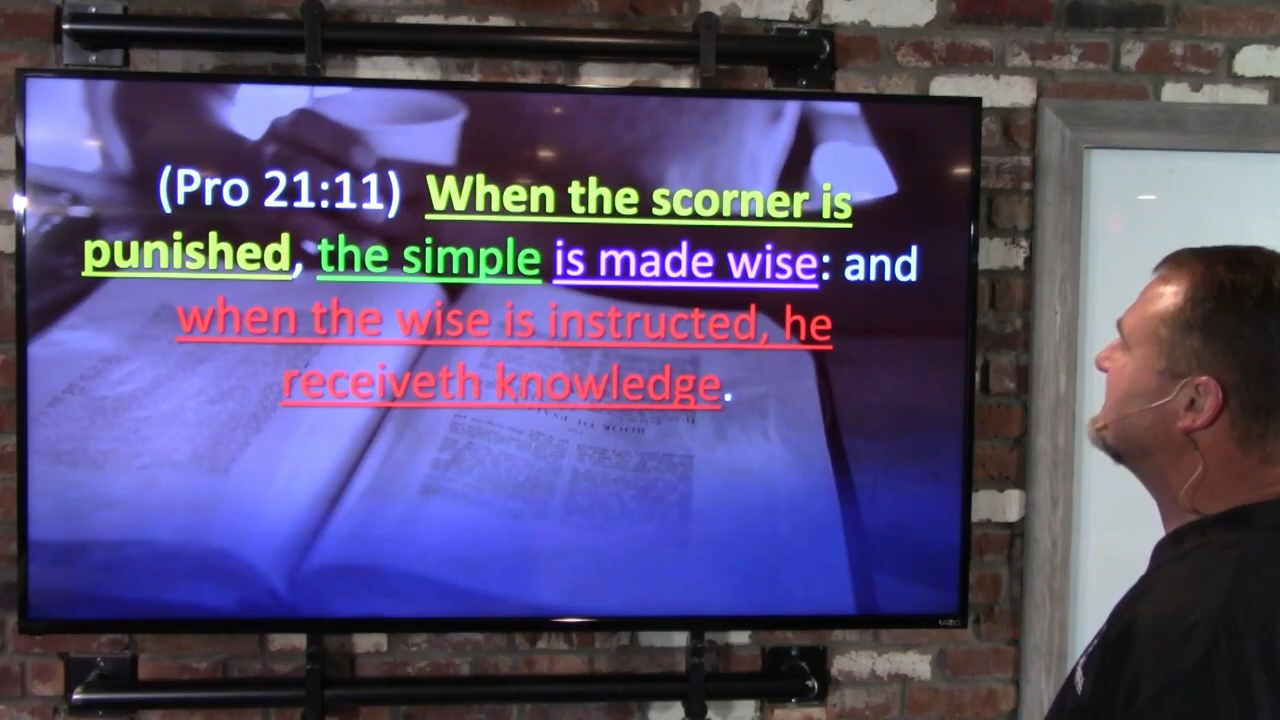 (Pro 21:11) When the scorner is
punished, the simple is made wise: and
when the wise is instructed, he
receiveth knowledge.
VIZIO